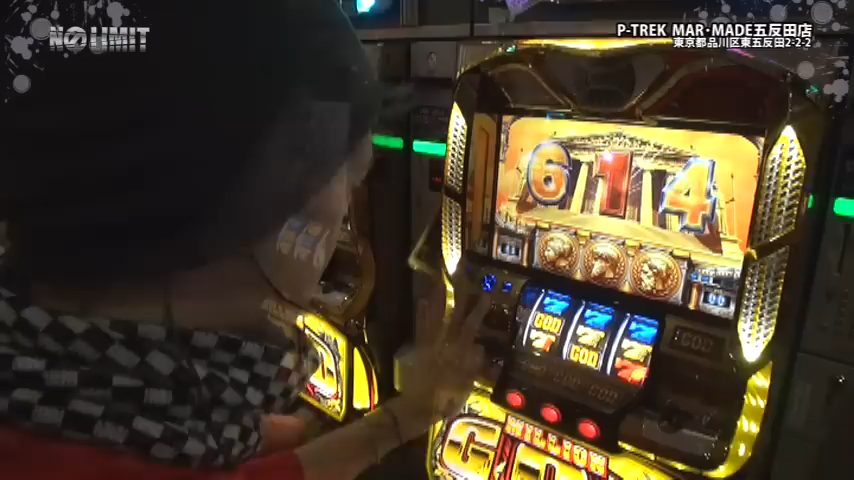 NO LIMIT
P-TREK MAR・MADE五反田店
東京都品川区東五反田2-2-2
6 1 4
GOD
GOD
GOD
MILLION